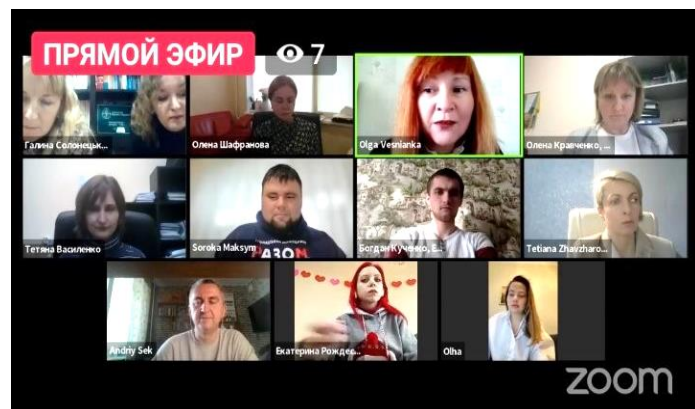 ПРЯМОЙ ЭФИР
7
Галина Солонецьк...
Олена Шафранова
Olga Vesnianka
Олена Кравченко, ...
Тетяна Василенко
Soroka Maksym
РАЗОМ
Богдан Кученко, Е...
Tetiana Zhavzharo...
Andriy Sek
Екатерина Рождес...
Olha
zoom